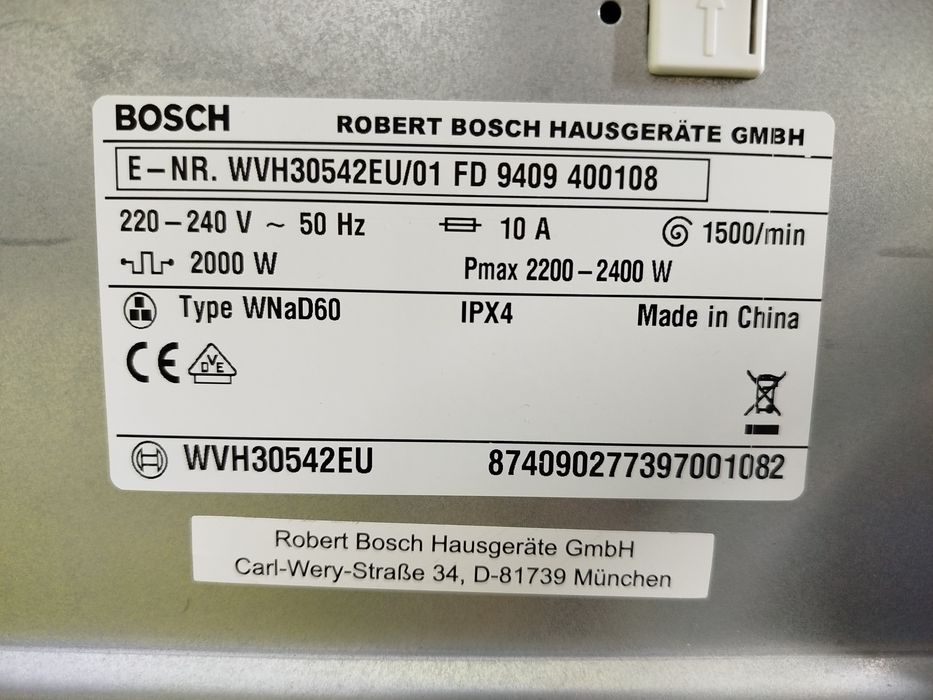 BOSCH ROBERT BOSCH HAUSGERÄTE GMBH
E-NR. WVH30542EU/01 FD 9409 400108
220-240 V ~ 50 Hz 10 A 1500/min
2000 W Pmax 2200-2400 W
Type WNaD60 IPX4 Made in China
CE DVE
WVH30542EU 874090277397001082
Robert Bosch Hausgeräte GmbH
Carl-Wery-Straße 34, D-81739 München